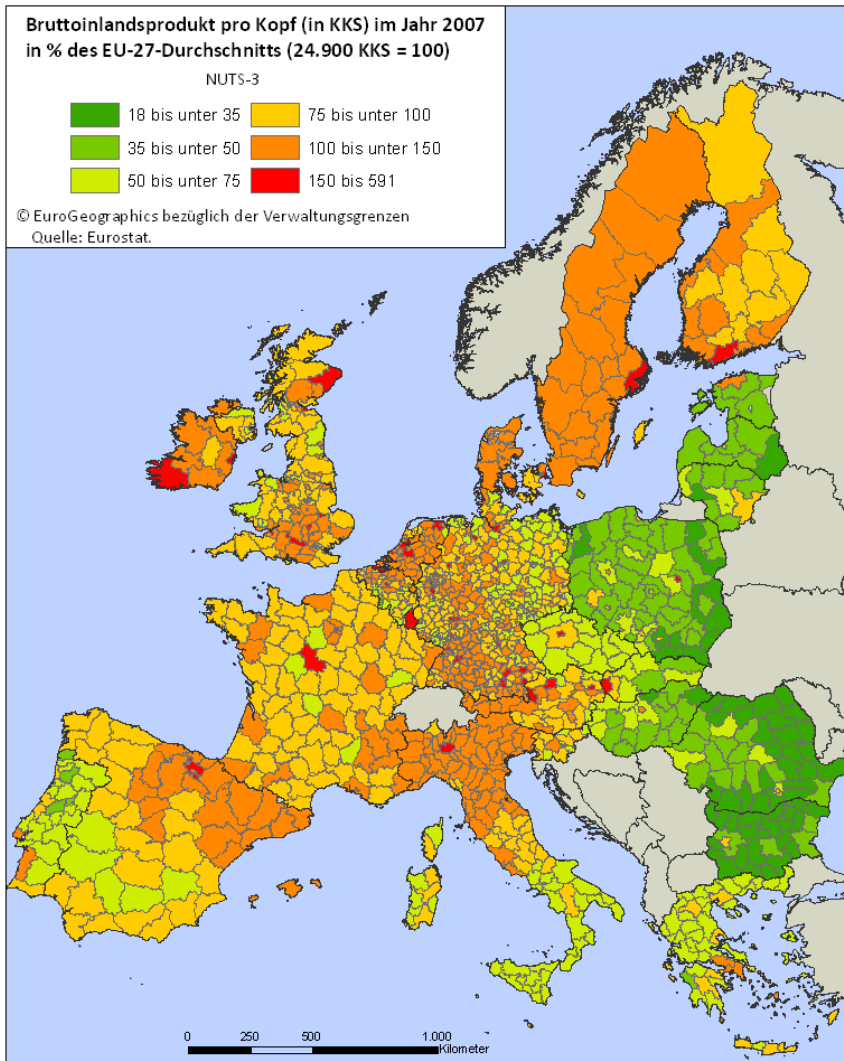 Bruttoinlandsprodukt pro Kopf (in KKS) im Jahr 2007
in % des EU-27-Durchschnitts (24.900 KKS = 100)
NUTS-3
18 bis unter 35
75 bis unter 100
35 bis unter 50
100 bis unter 150
50 bis unter 75
150 bis 591
© EuroGeographics bezüglich der Verwaltungsgrenzen
Quelle: Eurostat.
0 250 500 1.000
Kilometer